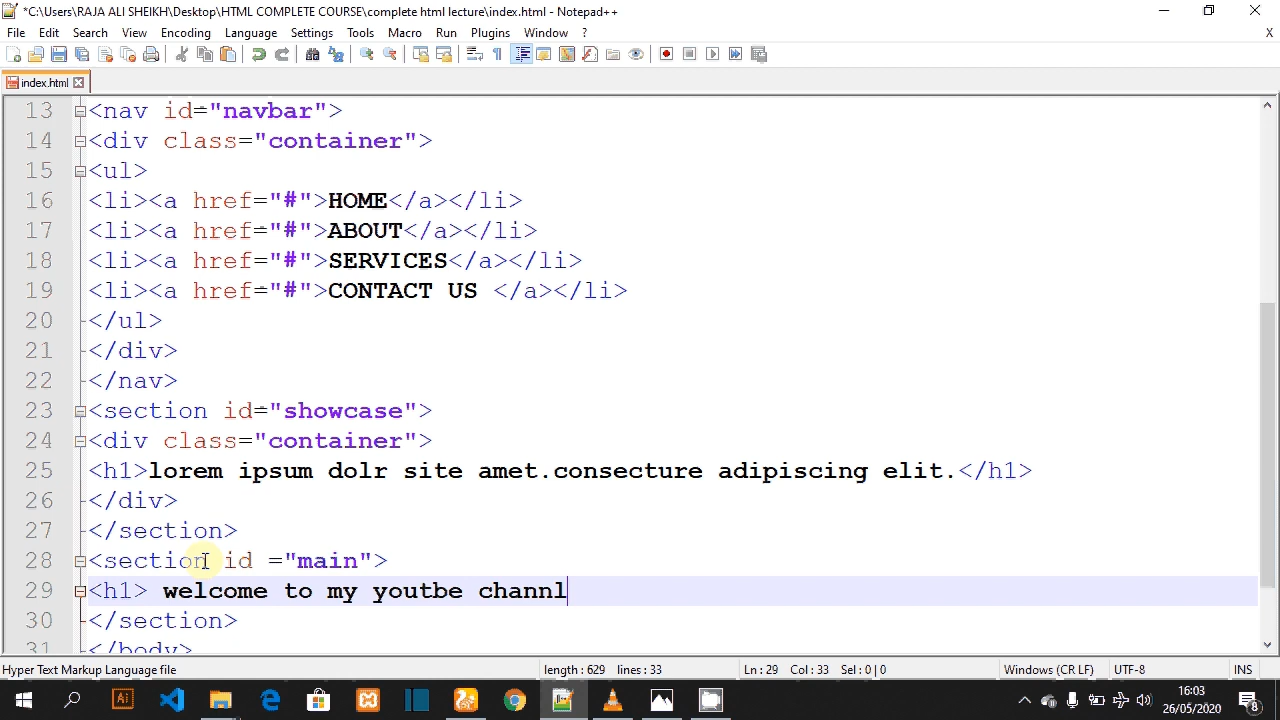 *C:\Users\RAJA ALI SHEIKH\Desktop\HTML COMPLETE COURSE\complete html lecture\index.html - Notepad++
File Edit Search View Encoding Language Settings Tools Macro Run Plugins Window ? X
index.html
13 <nav id="navbar">
14 <div class="container">
15 <ul>
16 <li><a href="#">HOME</a></li>
17 <li><a href="#">ABOUT</a></li>
18 <li><a href="#">SERVICES</a></li>
19 <li><a href="#">CONTACT US </a></li>
20 </ul>
21 </div>
22 </nav>
23 <section id="showcase">
24 <div class="container">
25 <h1>lorem ipsum dolr site amet.consecture adipiscing elit.</h1>
26 </div>
27 </section>
28 <section id ="main">
29 <h1> welcome to my youtbe channl
30 </section>
31 </body>
Hyper Text Markup Language file length : 629 lines : 33 Ln : 29 Col : 33 Sel : 0 | 0 Windows (CR LF) UTF-8 INS
Ai 16:03
26/05/2020 8